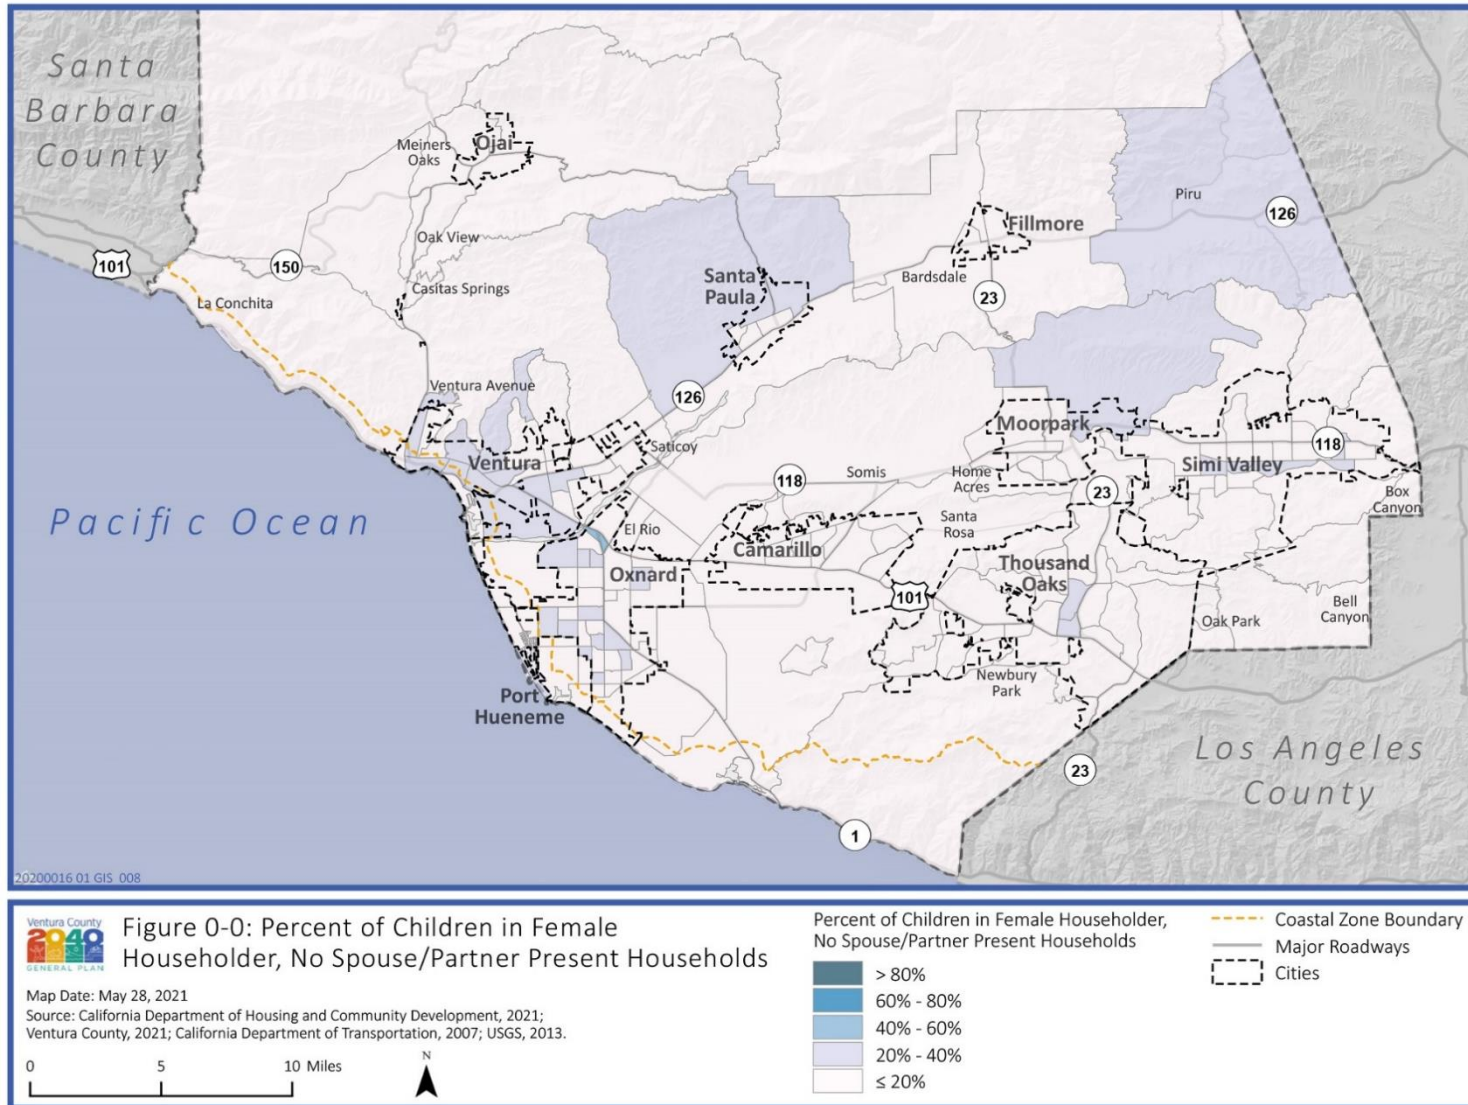 Santa
Barbara
County
Meiners
Oaks
Ojai
Piru
126
Fillmore
Oak View
101
150
Santa
Paula
Bardsdale
23
Casitas Springs
La Conchita
Ventura Avenue
126
Moorpark
Saticoy
Ventura
118
Simi Valley
118
Somis
Home
Acres
23
Box
Canyon
Pacific Ocean
El Rio
Santa
Rosa
Camarillo
Thousand
Oaks
Oxnard
101
Bell
Canyon
Oak Park
Newbury
Park
Port
Hueneme
Los Angeles
County
23
1
20200016 01 GIS 008
Ventura County
2040
GENERAL PLAN
Figure 0-0: Percent of Children in Female
Householder, No Spouse/Partner Present Households
Map Date: May 28, 2021
Source: California Department of Housing and Community Development, 2021;
Ventura County, 2021; California Department of Transportation, 2007; USGS, 2013.
0 5 10 Miles
N
Percent of Children in Female Householder,
No Spouse/Partner Present Households
> 80%
60% - 80%
40% - 60%
20% - 40%
≤ 20%
Coastal Zone Boundary
Major Roadways
Cities